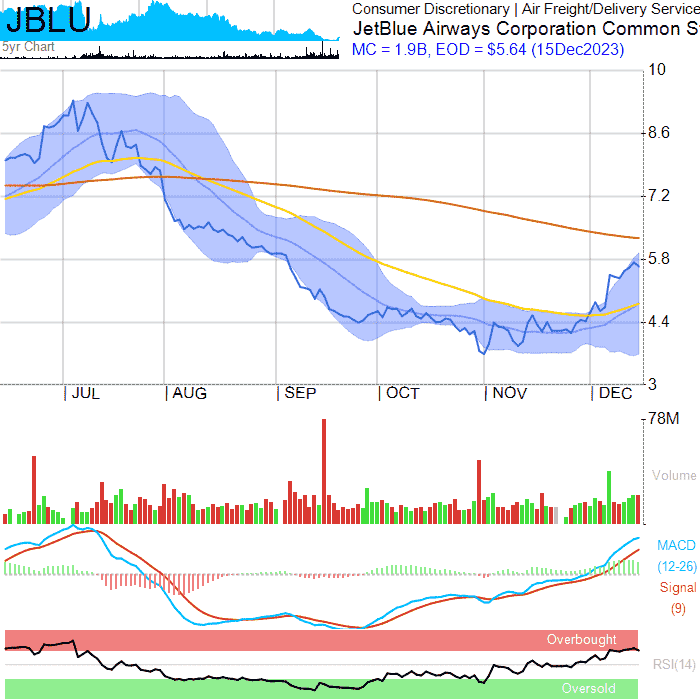 JBLU
5yr Chart
Consumer Discretionary | Air Freight/Delivery Service
JetBlue Airways Corporation Common S
MC = 1.9B, EOD = $5.64 (15Dec2023)
10
8.6
7.2
5.8
4.4
3
JUL AUG SEP OCT NOV DEC
78M
Volume
MACD
(12-26)
Signal
(9)
Overbought
RSI(14)
Oversold